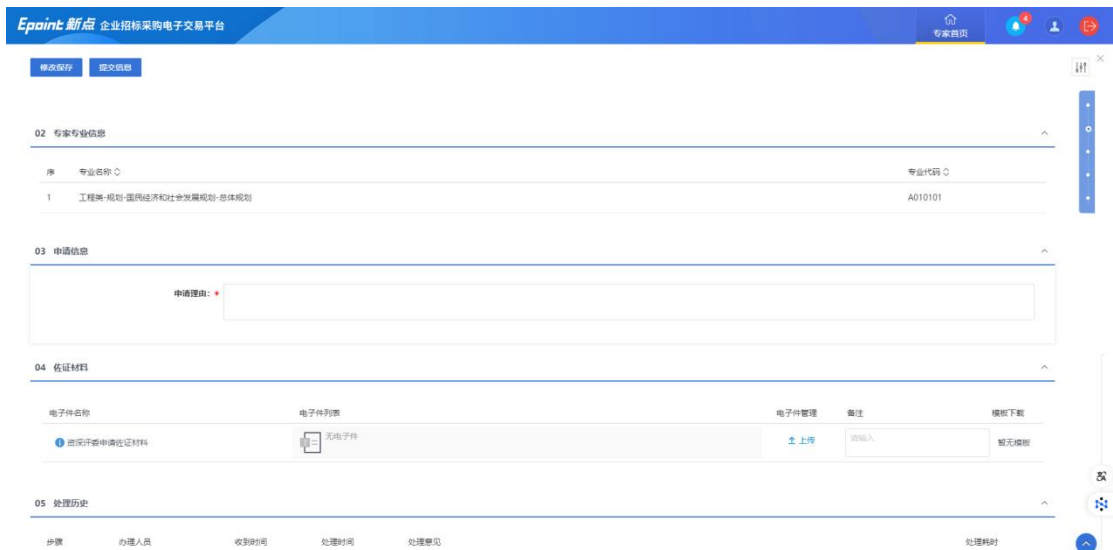 Epoint 新点 企业招标采购电子交易平台
专家首页
4
修改保存 提交信息
02 专家专业信息
序 专业名称 专业代码
1 工程类-规划-国民经济和社会发展规划-总体规划 A010101
03 申请信息
申请理由: *
04 佐证材料
电子件名称 电子件列表 电子件管理 备注 模板下载
资深评委申请佐证材料 无电子件 上传 请输入 暂无模板
05 处理历史
步骤 办理人员 收到时间 处理时间 处理意见 处理耗时